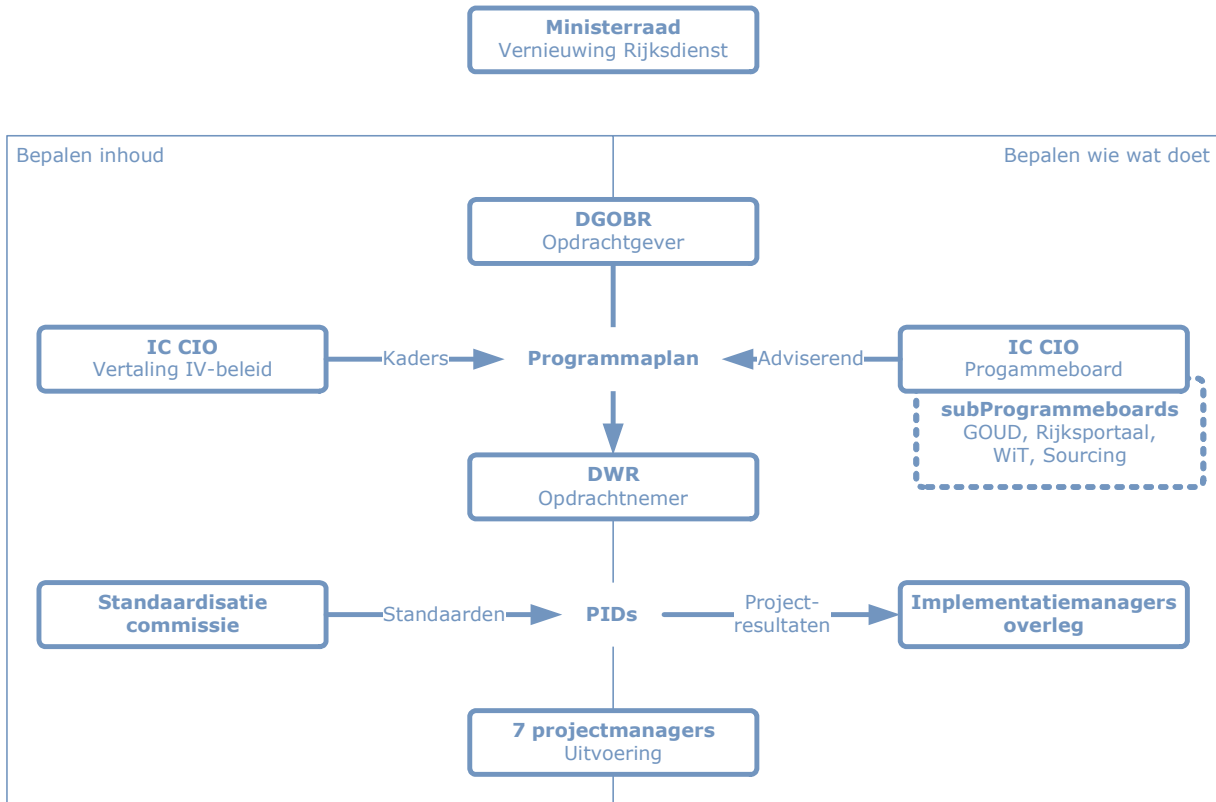 Ministerraad
Vernieuwing Rijksdienst
Bepalen inhoud
Bepalen wie wat doet
DGOBR
Opdrachtgever
IC CIO
Vertaling IV-beleid
Kaders
Programmaplan
Adviserend
IC CIO
Progammeboard
subProgrammeboards
GOUD, Rijksportaal,
WiT, Sourcing
DWR
Opdrachtnemer
Standaardisatie
commissie
Standaarden
PIDs
Project-
resultaten
Implementatiemanagers
overleg
7 projectmanagers
Uitvoering